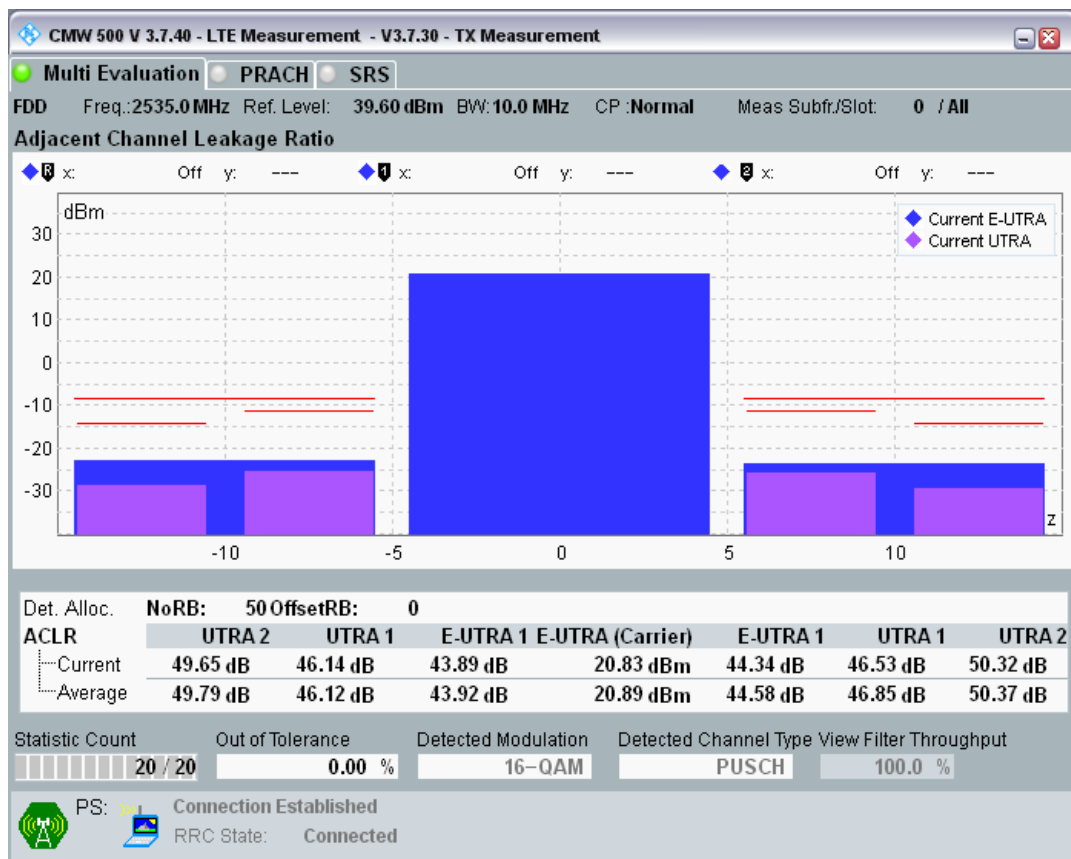 CMW 500 V 3.7.40 - LTE Measurement - V3.7.30 - TX Measurement
Multi Evaluation PRACH SRS
FDD Freq.:2535.0 MHz Ref. Level: 39.60 dBm BW:10.0 MHz CP :Normal Meas Subfr./Slot: 0 / All
Adjacent Channel Leakage Ratio
R x: Off y: --- 1 x: Off y: --- 2 x: Off y: ---
dBm
Current E-UTRA
Current UTRA
30
20
10
0
-10
-20
-30
z
-10 -5 0 5 10
Det. Alloc. NoRB: 50 OffsetRB: 0
ACLR UTRA 2 UTRA 1 E-UTRA 1 E-UTRA (Carrier) E-UTRA 1 UTRA 1 UTRA 2
Current 49.65 dB 46.14 dB 43.89 dB 20.83 dBm 44.34 dB 46.53 dB 50.32 dB
Average 49.79 dB 46.12 dB 43.92 dB 20.89 dBm 44.58 dB 46.85 dB 50.37 dB
Statistic Count Out of Tolerance Detected Modulation Detected Channel Type View Filter Throughput
20 / 20 0.00 % 16-QAM PUSCH 100.0 %
PS: Connection Established
RRC State: Connected